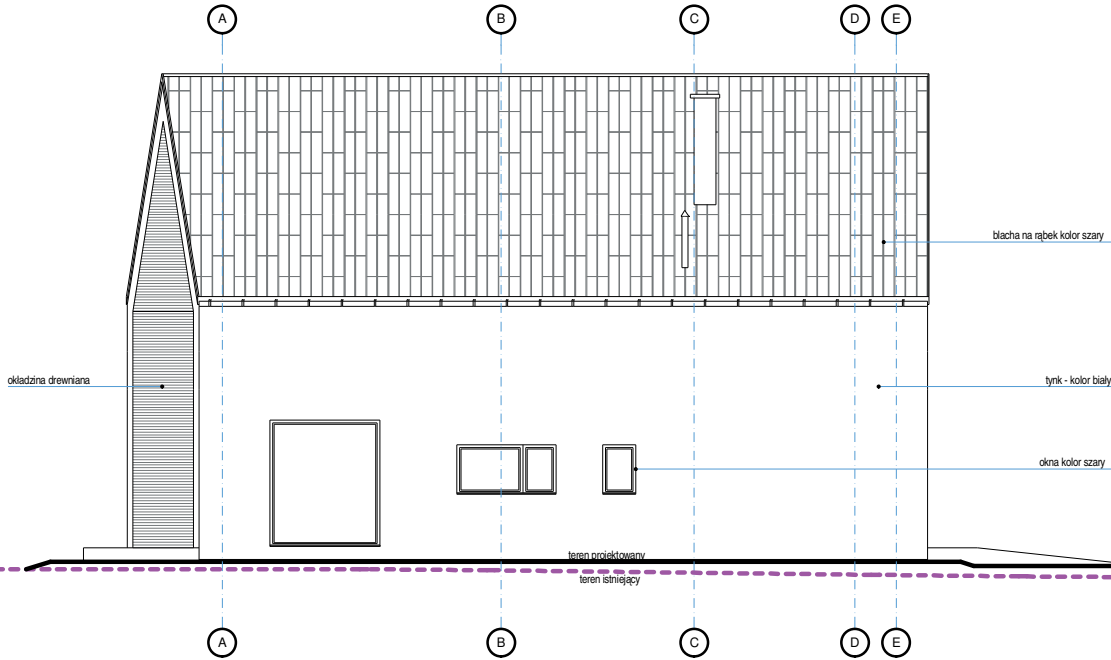 A B C D E
blacha na rąbek kolor szary
okładzina drewniana
tynk - kolor biały
okna kolor szary
teren projektowany
teren istniejący
A B C D E